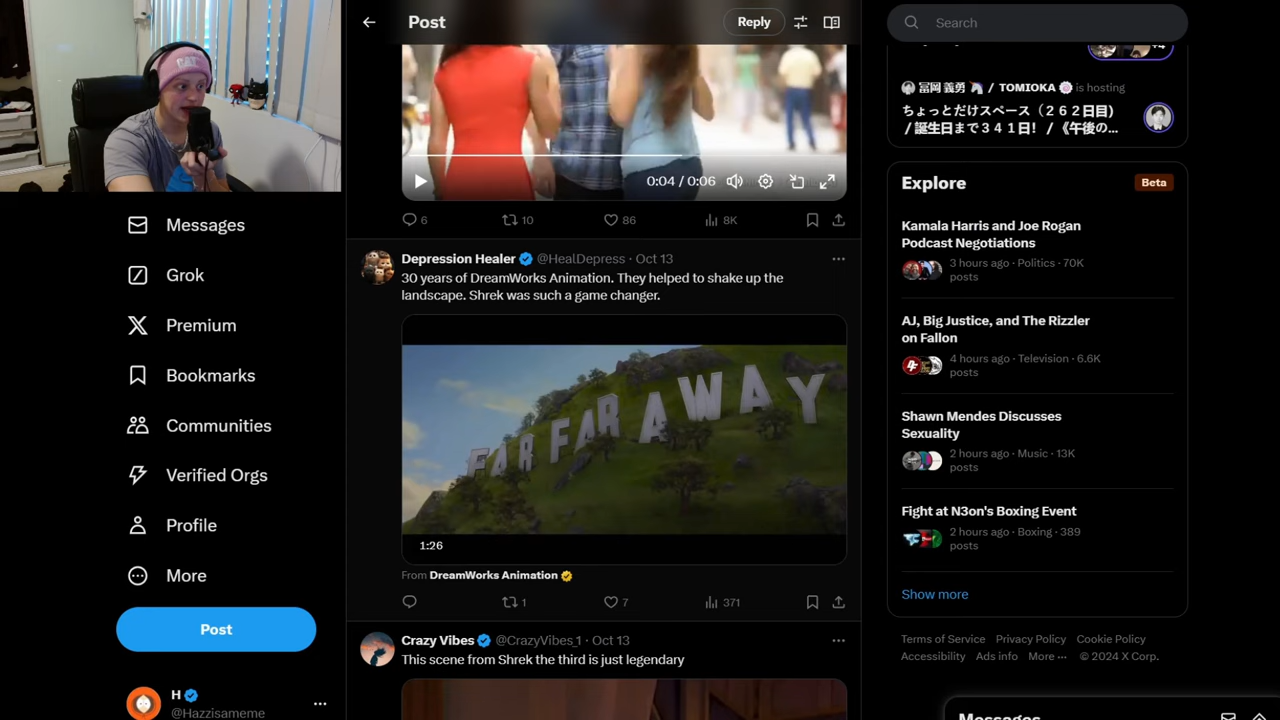 Messages
Grok
Premium
Bookmarks
Communities
Verified Orgs
Profile
More
Post
H
@Hazzisameme
Post
Reply
0:04 / 0:06
6
10
86
8K
Depression Healer @HealDepress · Oct 13
30 years of DreamWorks Animation. They helped to shake up the
landscape. Shrek was such a game changer.
FAR FAR AWAY
1:26
From DreamWorks Animation
1
7
371
Crazy Vibes @CrazyVibes_1 · Oct 13
This scene from Shrek the third is just legendary
Search
+4
冨岡 義勇 / TOMIOKA is hosting
ちょっとだけスペース（２６２日目）
/ 誕生日まで３４１日！ / 《午後の...
Explore
Beta
Kamala Harris and Joe Rogan
Podcast Negotiations
3 hours ago · Politics · 70K
posts
AJ, Big Justice, and The Rizzler
on Fallon
4 hours ago · Television · 6.6K
posts
Shawn Mendes Discusses
Sexuality
2 hours ago · Music · 13K
posts
Fight at N3on's Boxing Event
2 hours ago · Boxing · 389
posts
Show more
Terms of Service Privacy Policy Cookie Policy
Accessibility Ads info More ··· © 2024 X Corp.
Messages